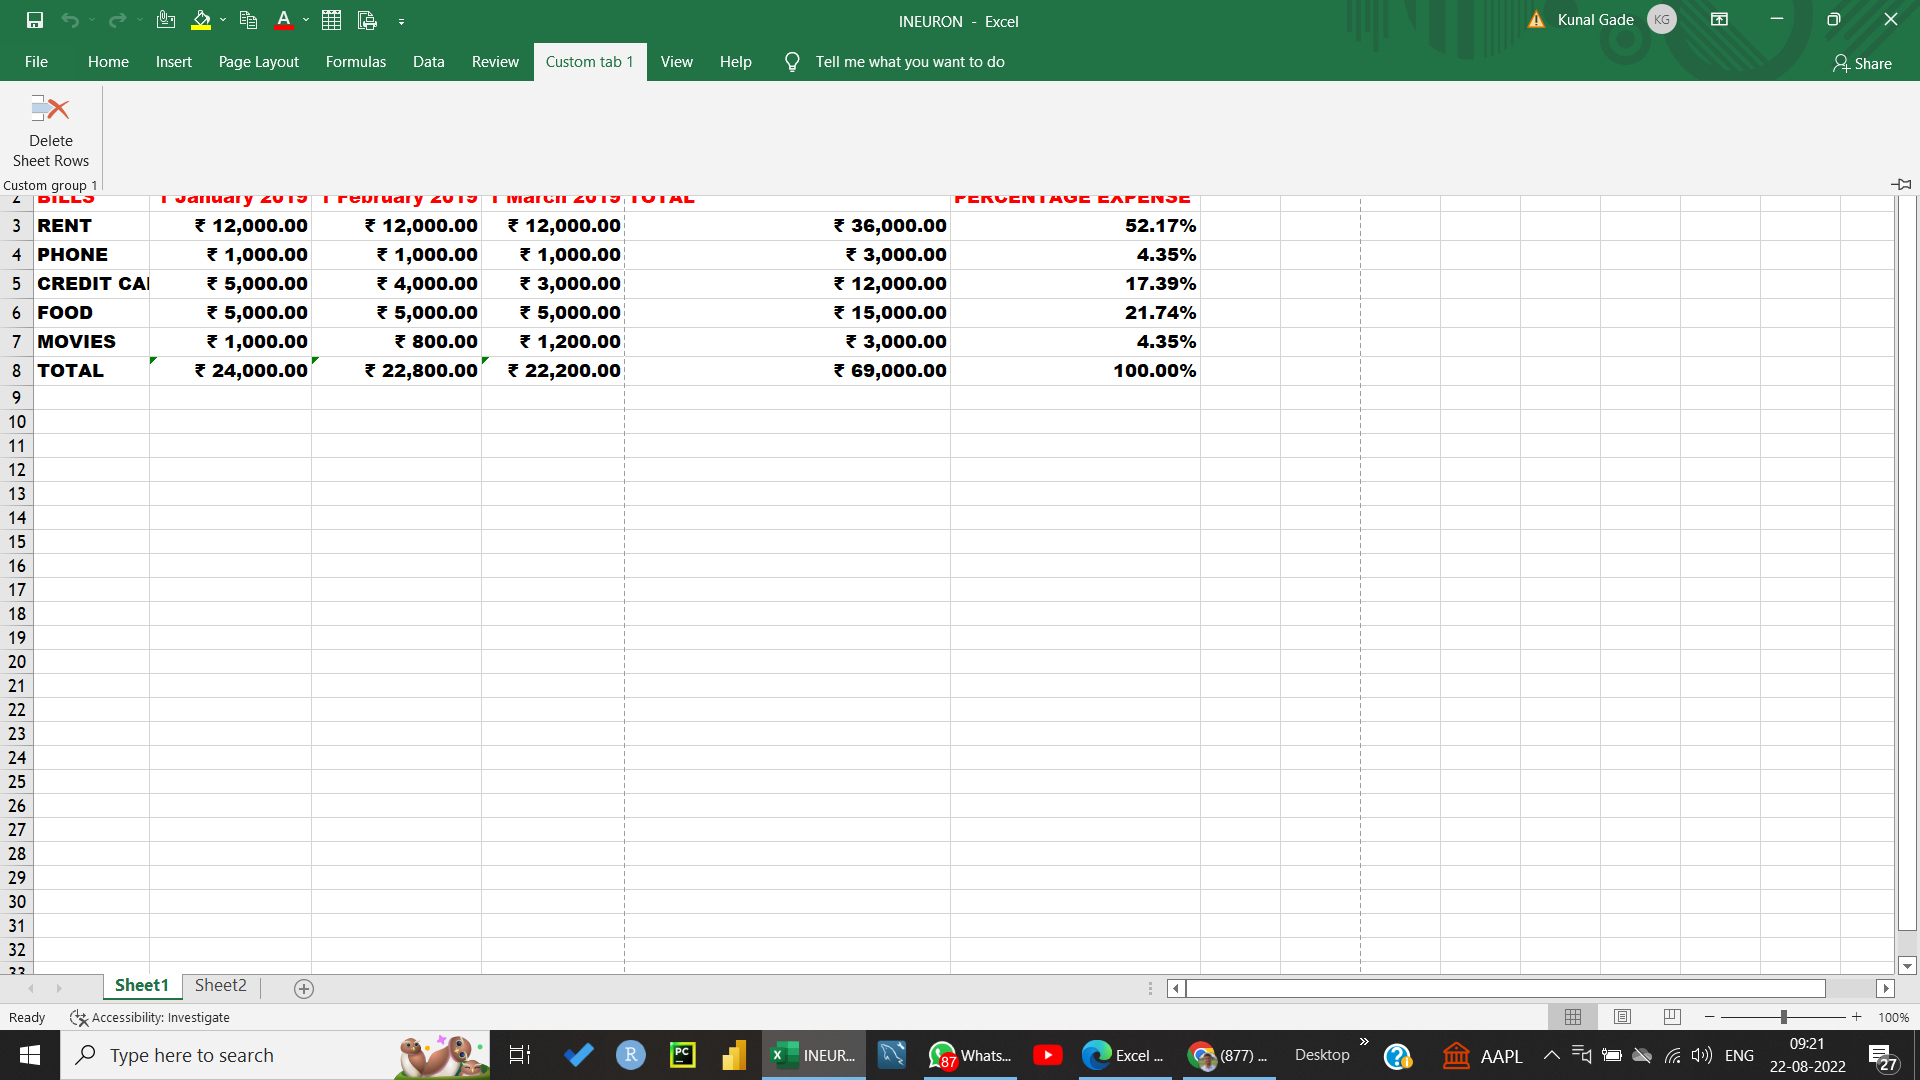 INEURON - Excel
Kunal Gade KG
File Home Insert Page Layout Formulas Data Review Custom tab 1 View Help Tell me what you want to do Share
Delete
Sheet Rows
Custom group 1
2 BILLS 1 January 2019 1 February 2019 1 March 2019 TOTAL PERCENTAGE EXPENSE
3 RENT ₹ 12,000.00 ₹ 12,000.00 ₹ 12,000.00 ₹ 36,000.00 52.17%
4 PHONE ₹ 1,000.00 ₹ 1,000.00 ₹ 1,000.00 ₹ 3,000.00 4.35%
5 CREDIT CA ₹ 5,000.00 ₹ 4,000.00 ₹ 3,000.00 ₹ 12,000.00 17.39%
6 FOOD ₹ 5,000.00 ₹ 5,000.00 ₹ 5,000.00 ₹ 15,000.00 21.74%
7 MOVIES ₹ 1,000.00 ₹ 800.00 ₹ 1,200.00 ₹ 3,000.00 4.35%
8 TOTAL ₹ 24,000.00 ₹ 22,800.00 ₹ 22,200.00 ₹ 69,000.00 100.00%
9
10
11
12
13
14
15
16
17
18
19
20
21
22
23
24
25
26
27
28
29
30
31
32
33
Sheet1 Sheet2
Ready Accessibility: Investigate 100%
Type here to search R PC INEUR... 87 Whats... Excel ... (877) ... Desktop AAPL ENG 09:21
22-08-2022 27